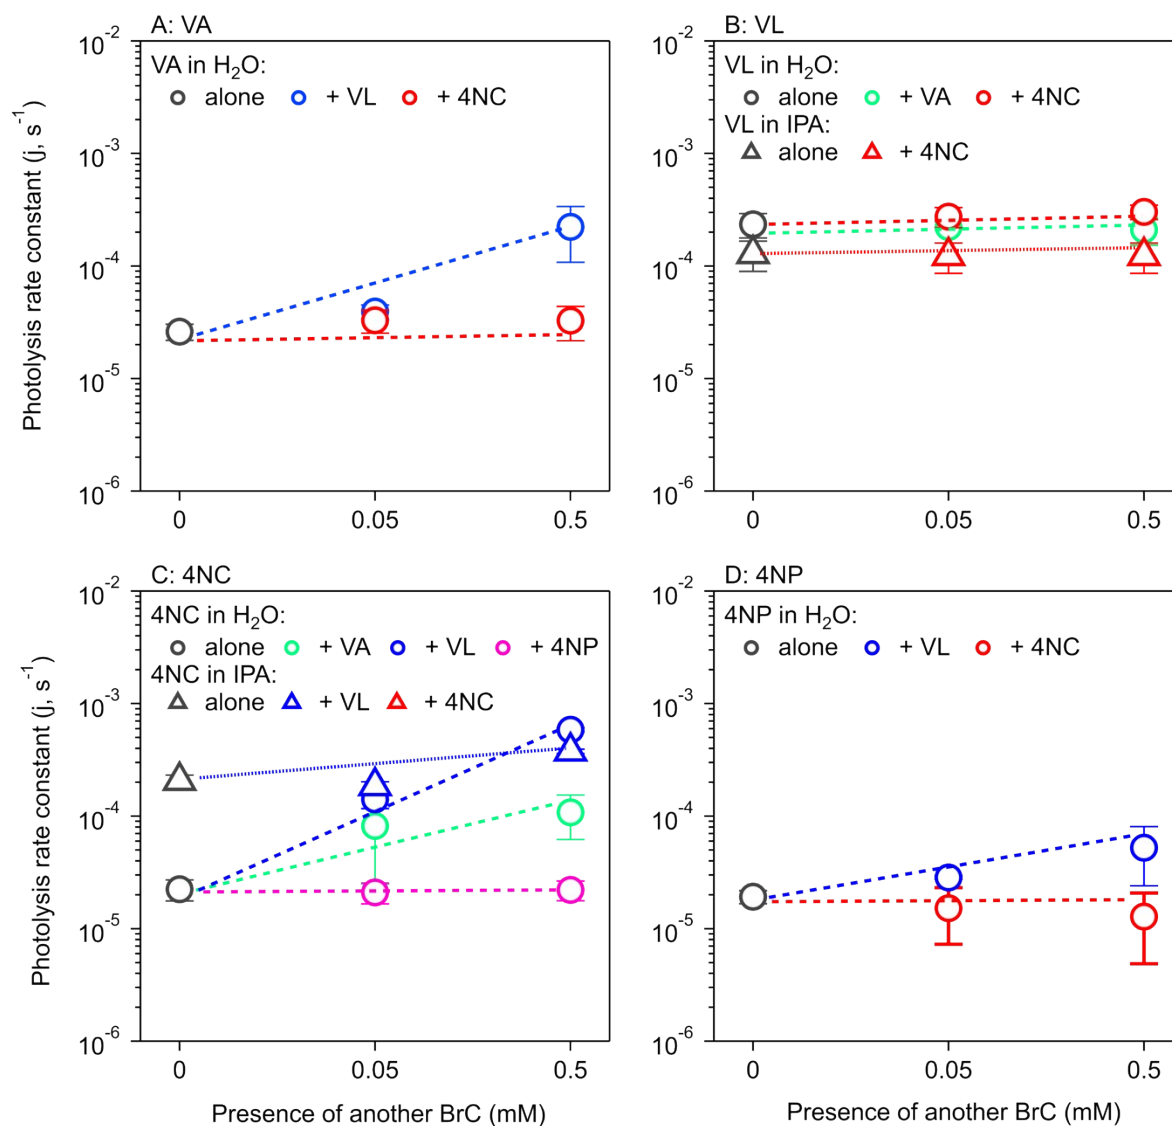 A: VA
10⁻²
10⁻³
10⁻⁴
10⁻⁵
10⁻⁶
Photolysis rate constant (j, s⁻¹)
VA in H₂O:
alone + VL + 4NC
0 0.05 0.5
B: VL
10⁻²
10⁻³
10⁻⁴
10⁻⁵
10⁻⁶
VL in H₂O:
alone + VA + 4NC
VL in IPA:
alone + 4NC
0 0.05 0.5
C: 4NC
10⁻²
10⁻³
10⁻⁴
10⁻⁵
10⁻⁶
Photolysis rate constant (j, s⁻¹)
4NC in H₂O:
alone + VA + VL + 4NP
4NC in IPA:
alone + VL + 4NC
0 0.05 0.5
Presence of another BrC (mM)
D: 4NP
10⁻²
10⁻³
10⁻⁴
10⁻⁵
10⁻⁶
4NP in H₂O:
alone + VL + 4NC
0 0.05 0.5
Presence of another BrC (mM)